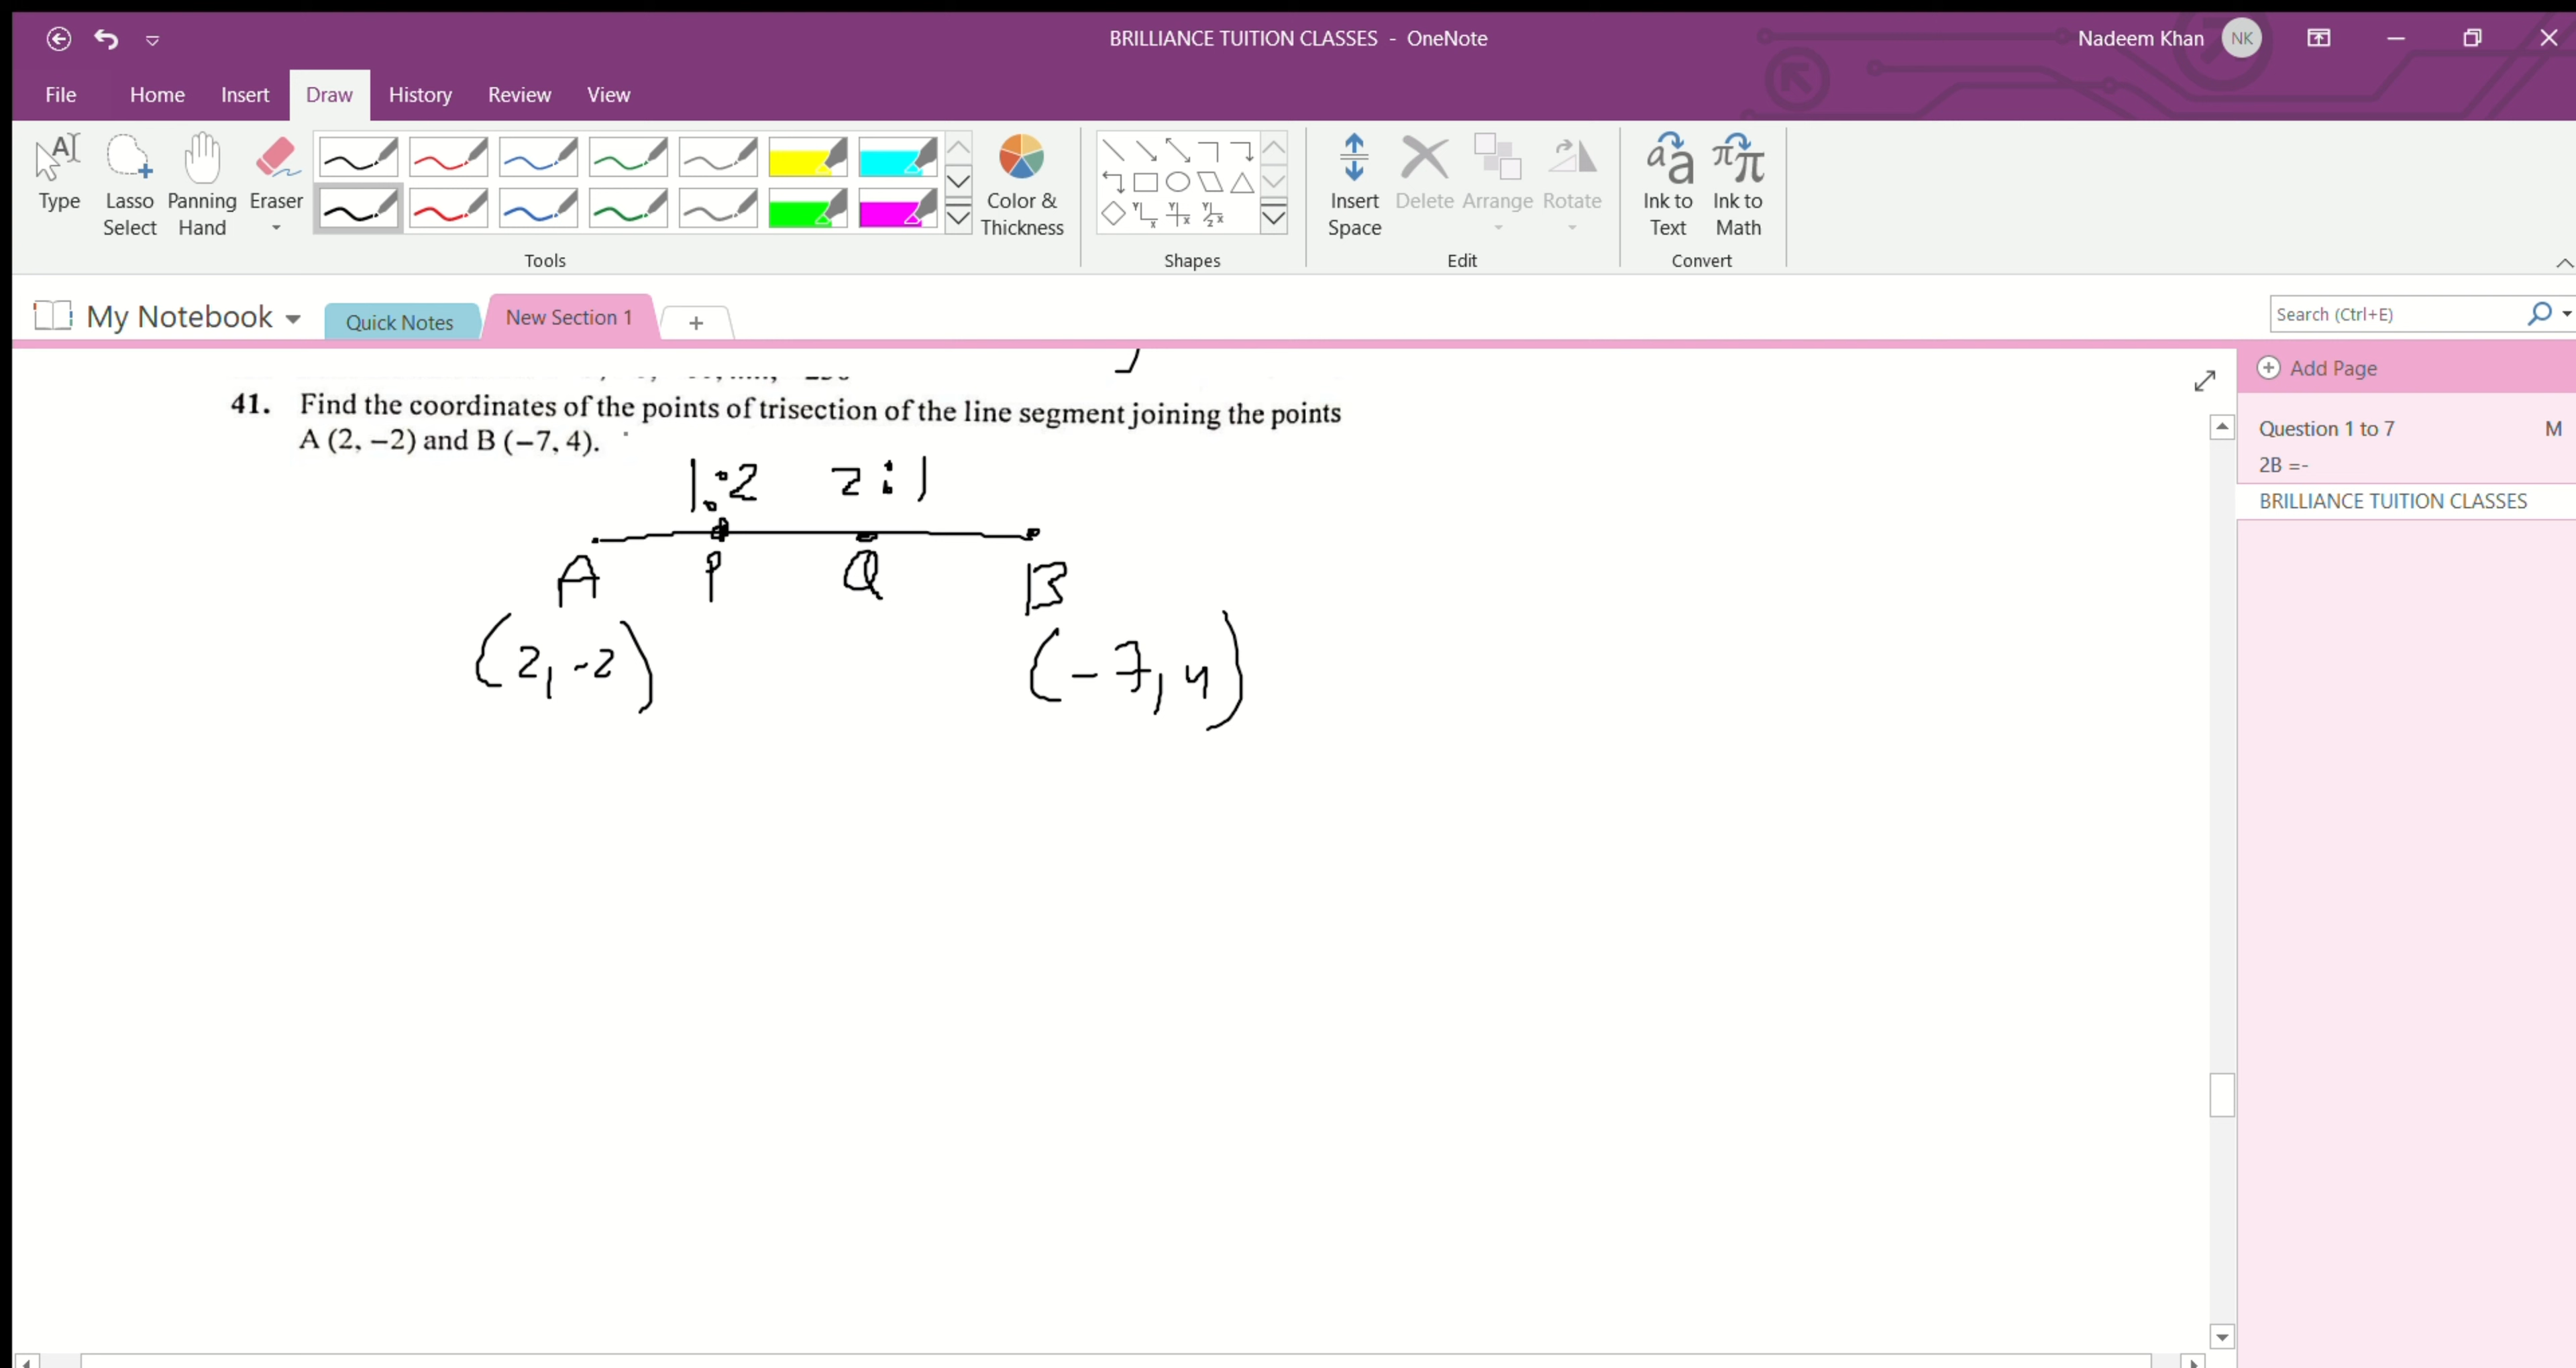 BRILLIANCE TUITION CLASSES - OneNote
Nadeem Khan NK
File Home Insert Draw History Review View
Type
Lasso Select
Panning Hand
Eraser
Color & Thickness
Insert Space
Delete
Arrange
Rotate
Ink to Text
Ink to Math
Tools
Shapes
Edit
Convert
My Notebook
Quick Notes
New Section 1
+
Search (Ctrl+E)
Add Page
Question 1 to 7 M
2B =-
BRILLIANCE TUITION CLASSES
41. Find the coordinates of the points of trisection of the line segment joining the points
A (2, −2) and B (−7, 4).
1:2 2:1
A P Q B
(2, -2) (-7, 4)